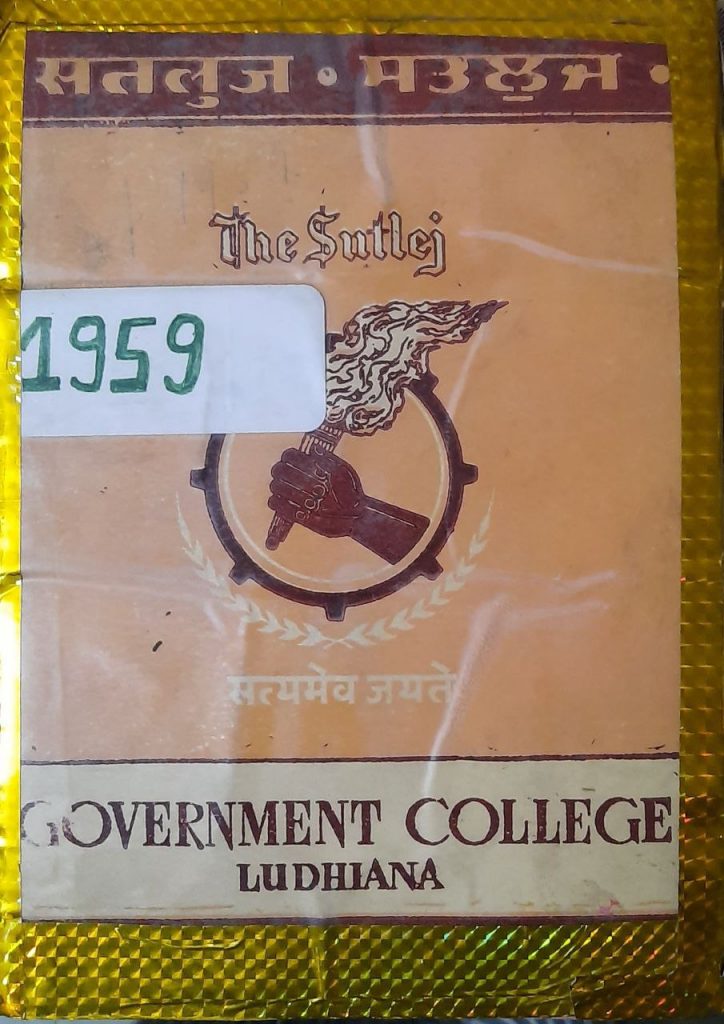 सतलुज • ਸਤਲੁਜ •
The Sutlej
1959
सत्यमेव जयते
GOVERNMENT COLLEGE
LUDHIANA